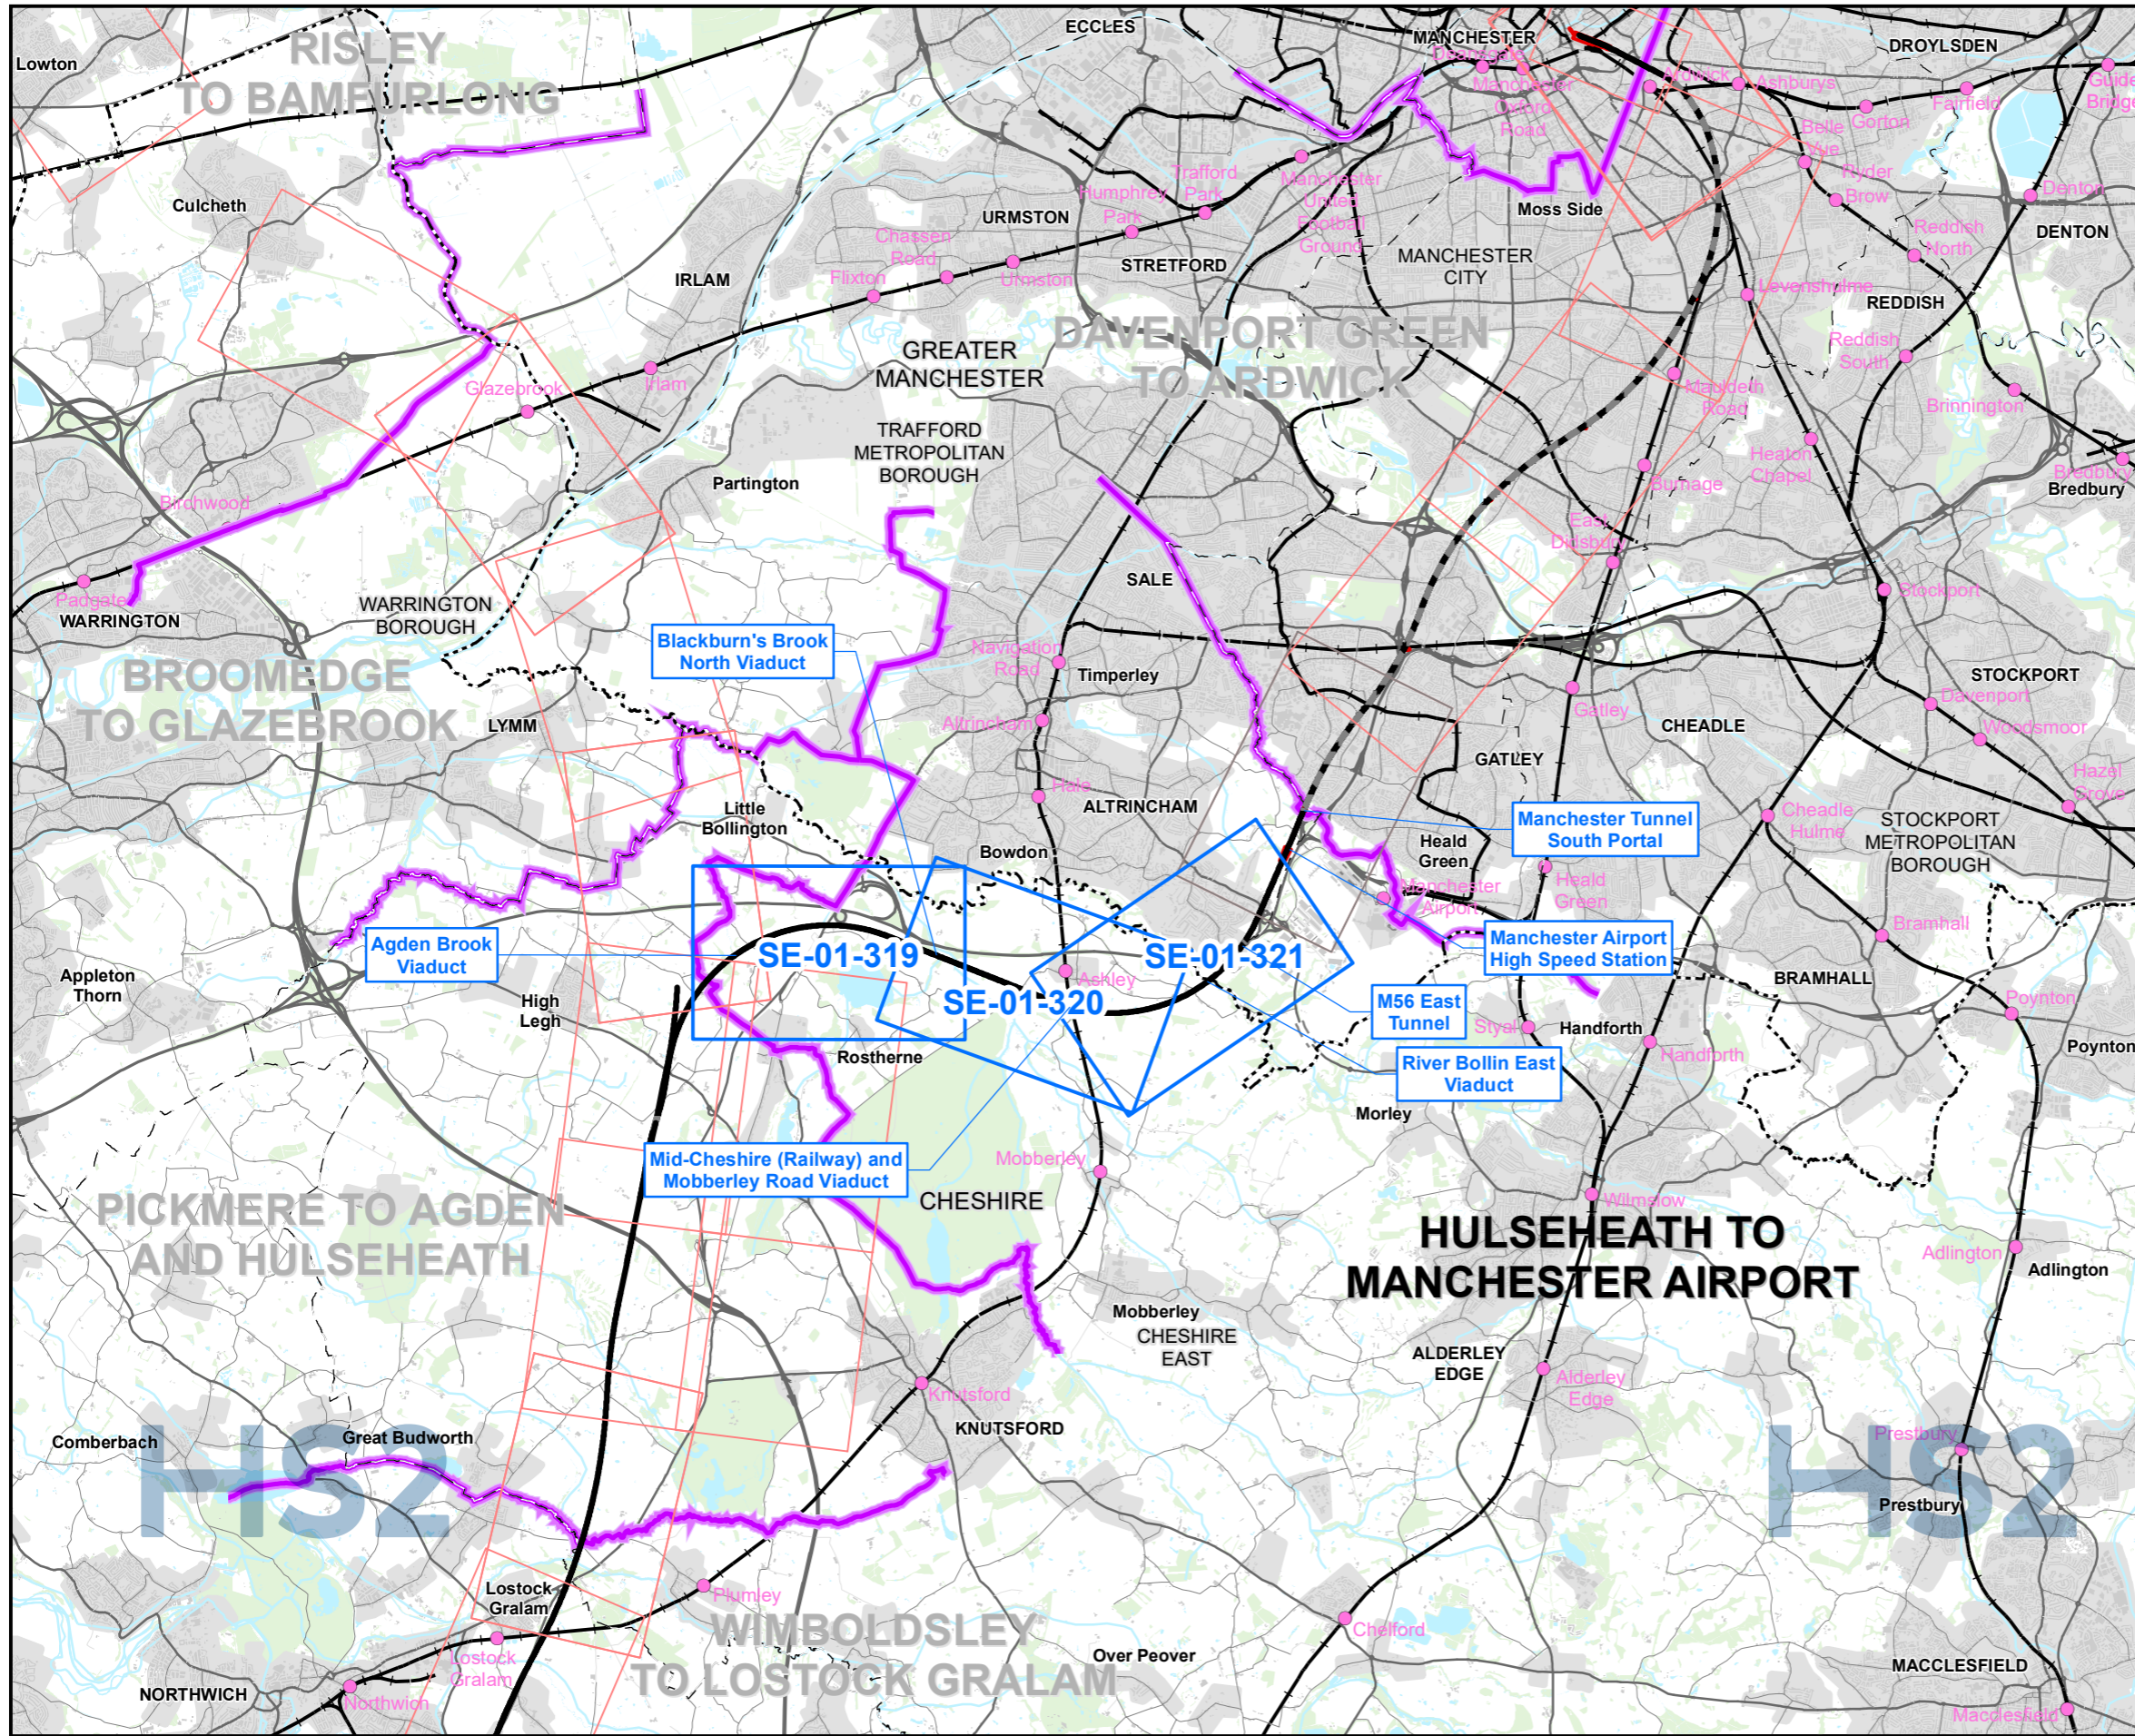 RISLEY
TO BAMFURLONG
Lowton
ECCLES
MANCHESTER
DROYLSDEN
Deansgate
Manchester
Oxford
Road
Ardwick
Ashburys
Fairfield
Guide
Bridge
Gorton
Belle
Vue
Ryder
Brow
Denton
DENTON
Culcheth
Trafford
Park
Humphrey
Park
Manchester
United
Football
Ground
Moss Side
URMSTON
Chassen
Road
Flixton
Urmston
STRETFORD
IRLAM
MANCHESTER
CITY
Reddish
North
REDDISH
Levenshulme
Reddish
South
DAVENPORT GREEN
TO ARDWICK
GREATER
MANCHESTER
Glazebrook
Irlam
Mauldeth
Road
Brinnington
TRAFFORD
METROPOLITAN
BOROUGH
Partington
Heaton
Chapel
Burnage
Bredbury
Bredbury
Birchwood
East
Didsbury
Padgate
WARRINGTON
WARRINGTON
BOROUGH
SALE
Stockport
Blackburn's Brook
North Viaduct
Navigation
Road
Timperley
STOCKPORT
BROOMEDGE
TO GLAZEBROOK
LYMM
Altrincham
Gatley
CHEADLE
Davenport
Woodsmoor
GATLEY
Hazel
Grove
Little
Bollington
Hale
ALTRINCHAM
Manchester Tunnel
South Portal
Cheadle
Hulme
STOCKPORT
METROPOLITAN
BOROUGH
Bowdon
Heald
Green
Heald
Green
Manchester
Airport
Bramhall
Agden Brook
Viaduct
SE-01-319
SE-01-321
Manchester Airport
High Speed Station
Appleton
Thorn
High
Legh
SE-01-320
Ashley
M56 East
Tunnel
BRAMHALL
Poynton
Styal
Handforth
Handforth
Poynton
Rostherne
River Bollin East
Viaduct
Morley
Mid-Cheshire (Railway) and
Mobberley Road Viaduct
Mobberley
CHESHIRE
Wilmslow
PICKMERE TO AGDEN
AND HULSEHEATH
HULSEHEATH TO
MANCHESTER AIRPORT
Adlington
Adlington
Mobberley
CHESHIRE
EAST
ALDERLEY
EDGE
Alderley
Edge
Knutsford
KNUTSFORD
Comberbach
Great Budworth
HS2
HS2
Prestbury
Prestbury
Lostock
Gralam
Plumley
WIMBOLDSLEY
TO LOSTOCK GRALAM
Chelford
Over Peover
Lostock
Gralam
MACCLESFIELD
NORTHWICH
Northwich
Macclesfield